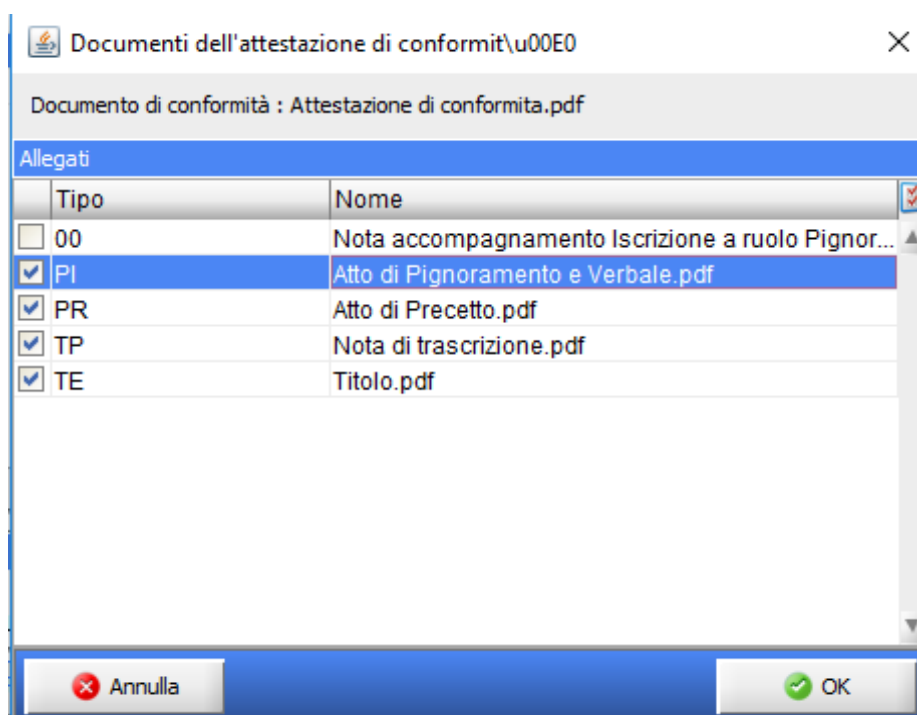 Documenti dell'attestazione di conformit\u00E0
Documento di conformità : Attestazione di conformita.pdf
Allegati
Tipo Nome
00 Nota accompagnamento Iscrizione a ruolo Pignor...
PI Atto di Pignoramento e Verbale.pdf
PR Atto di Precetto.pdf
TP Nota di trascrizione.pdf
TE Titolo.pdf
Annulla OK